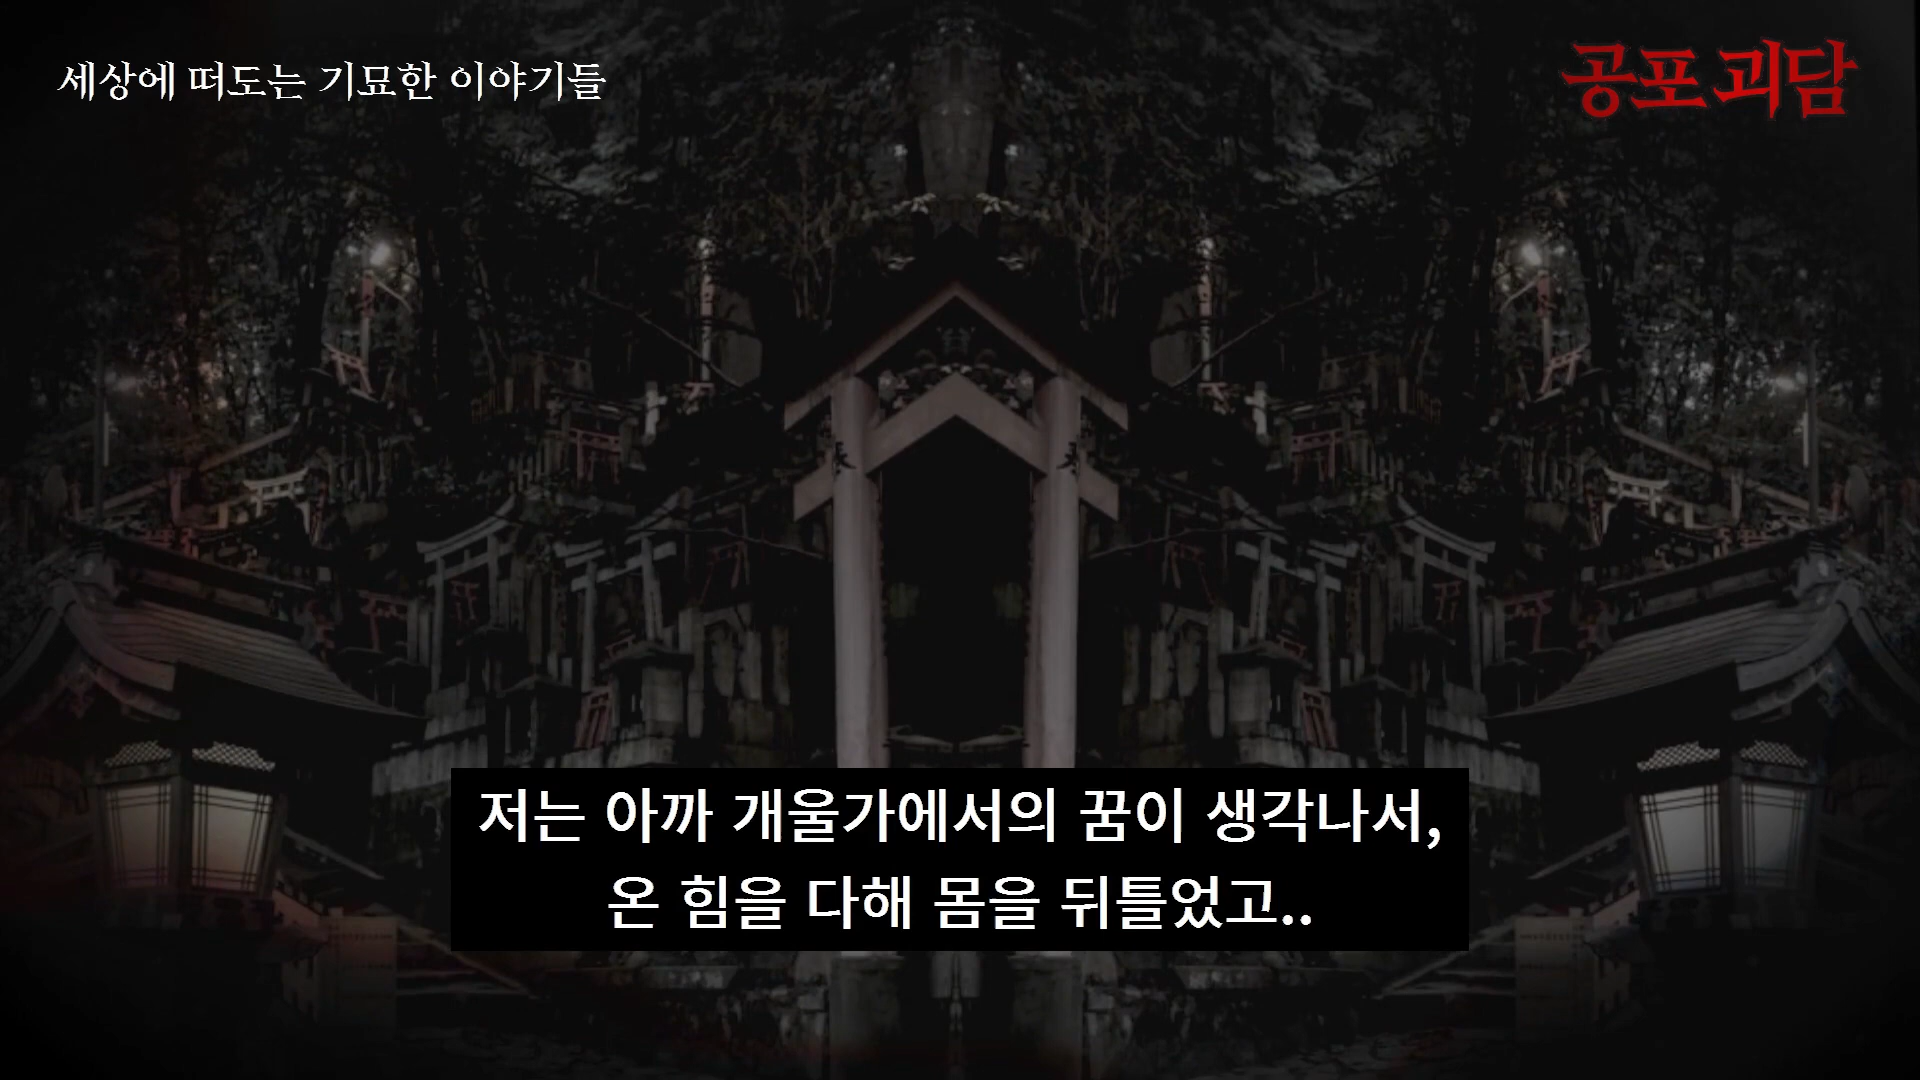 세상에 떠도는 기묘한 이야기들
공포 괴담
저는 아까 개울가에서의 꿈이 생각나서,
온 힘을 다해 몸을 뒤틀었고..